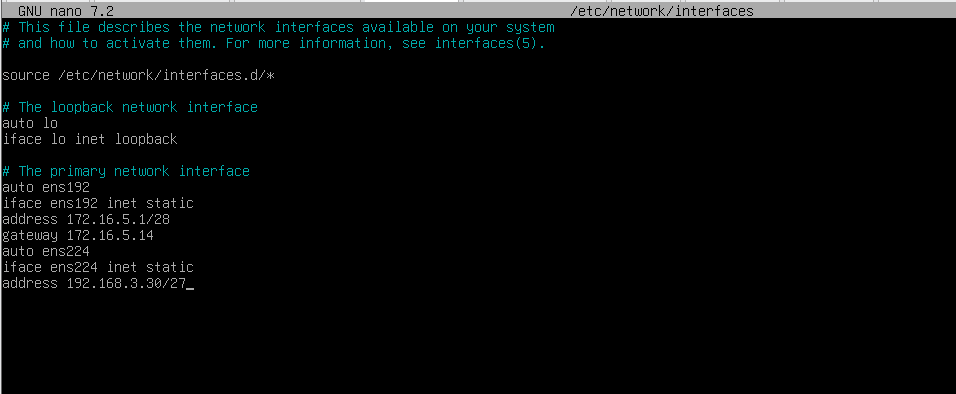 GNU nano 7.2 /etc/network/interfaces
# This file describes the network interfaces available on your system
# and how to activate them. For more information, see interfaces(5).
source /etc/network/interfaces.d/*
# The loopback network interface
auto lo
iface lo inet loopback
# The primary network interface
auto ens192
iface ens192 inet static
address 172.16.5.1/28
gateway 172.16.5.14
auto ens224
iface ens224 inet static
address 192.168.3.30/27_